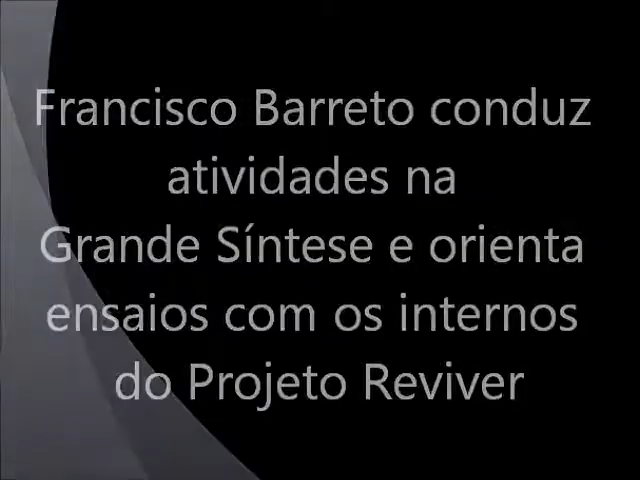 Francisco Barreto conduz
atividades na
Grande Síntese e orienta
ensaios com os internos
do Projeto Reviver